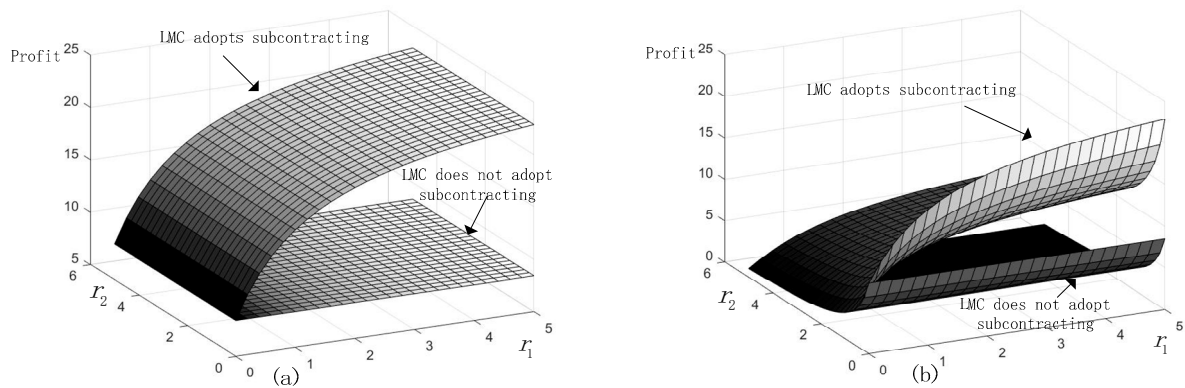 Profit
25
20
15
10
5
6
4
2
0
r2
0
1
2
3
4
5
r1
LMC adopts subcontracting
LMC does not adopt
subcontracting
(a)
Profit
25
20
15
10
5
0
6
4
2
0
r2
0
1
2
3
4
5
r1
LMC adopts subcontracting
LMC does not adopt
subcontracting
(b)